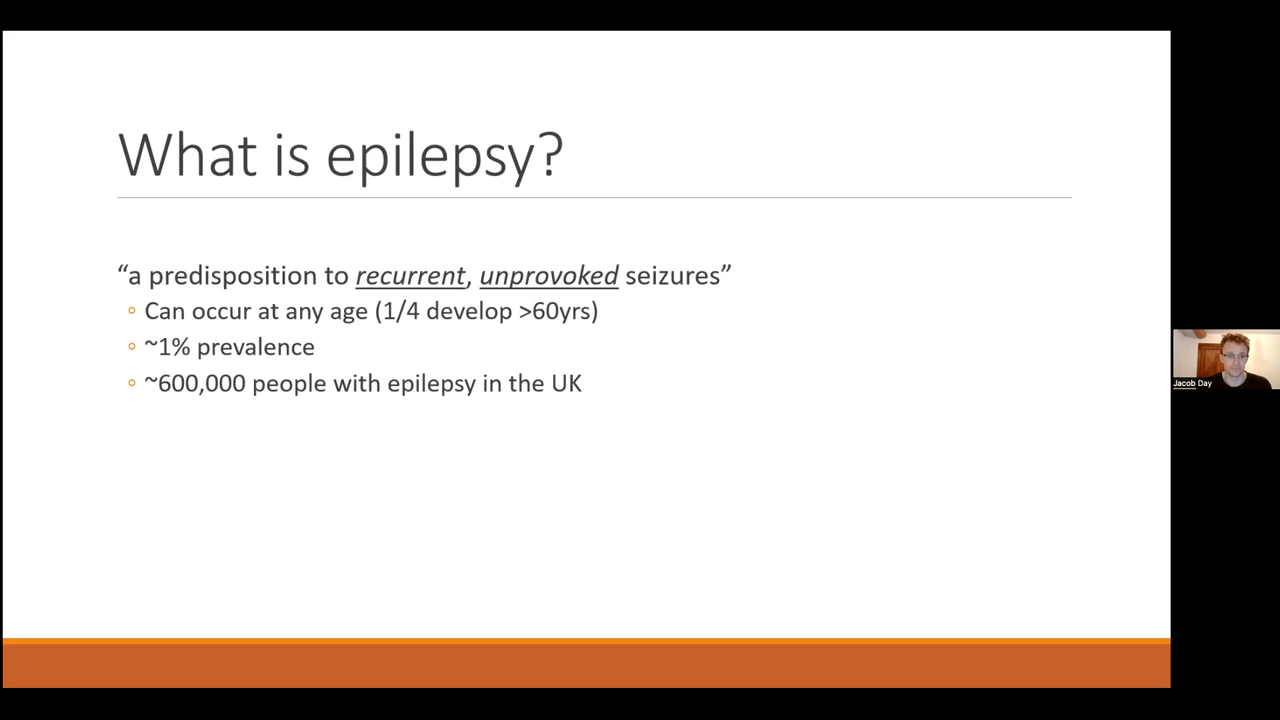 What is epilepsy?
“a predisposition to recurrent, unprovoked seizures”
◦ Can occur at any age (1/4 develop >60yrs)
◦ ~1% prevalence
◦ ~600,000 people with epilepsy in the UK
Jacob Day